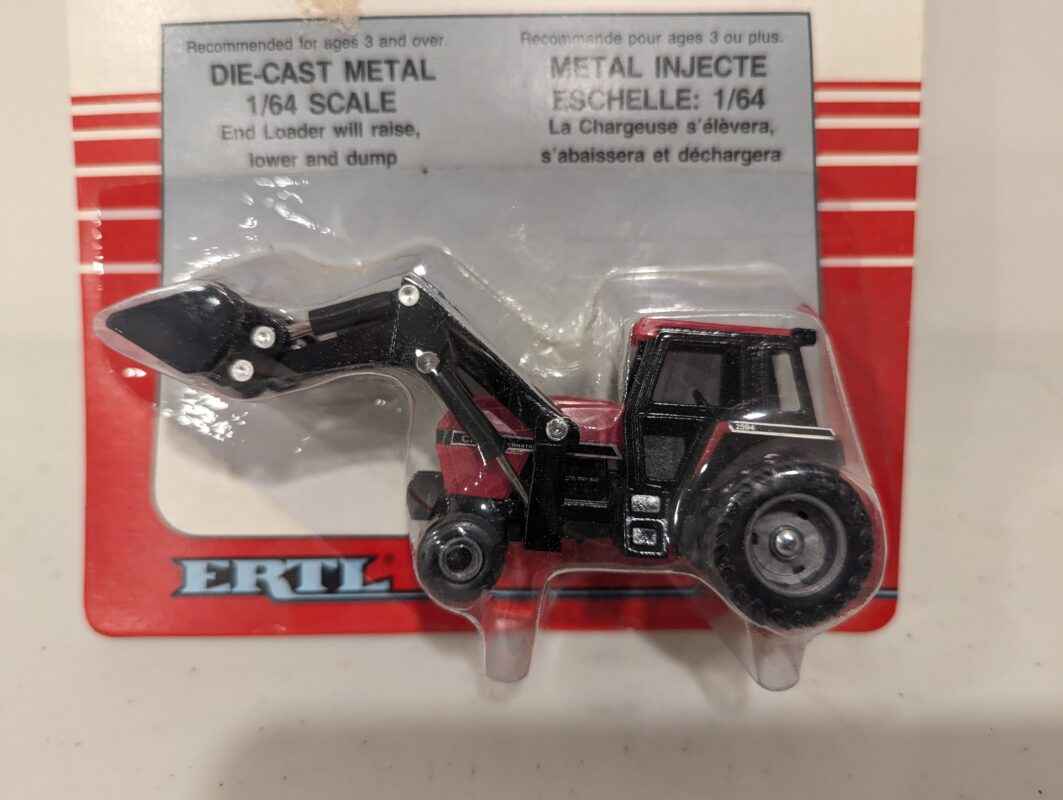 Recommended for ages 3 and over.
DIE-CAST METAL
1/64 SCALE
End Loader will raise,
lower and dump
Recommande pour ages 3 ou plus.
METAL INJECTE
ESCHELLE: 1/64
La Chargeuse s'élèvera,
s'abaissera et déchargera
2594
ERTL